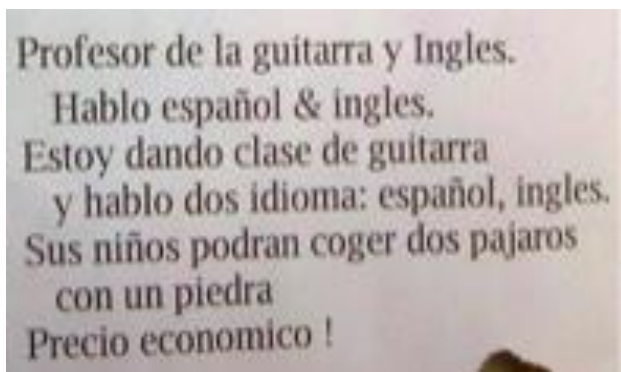 Profesor de la guitarra y Ingles.
Hablo español & ingles.
Estoy dando clase de guitarra
y hablo dos idioma: español, ingles.
Sus niños podran coger dos pajaros
con un piedra
Precio economico !